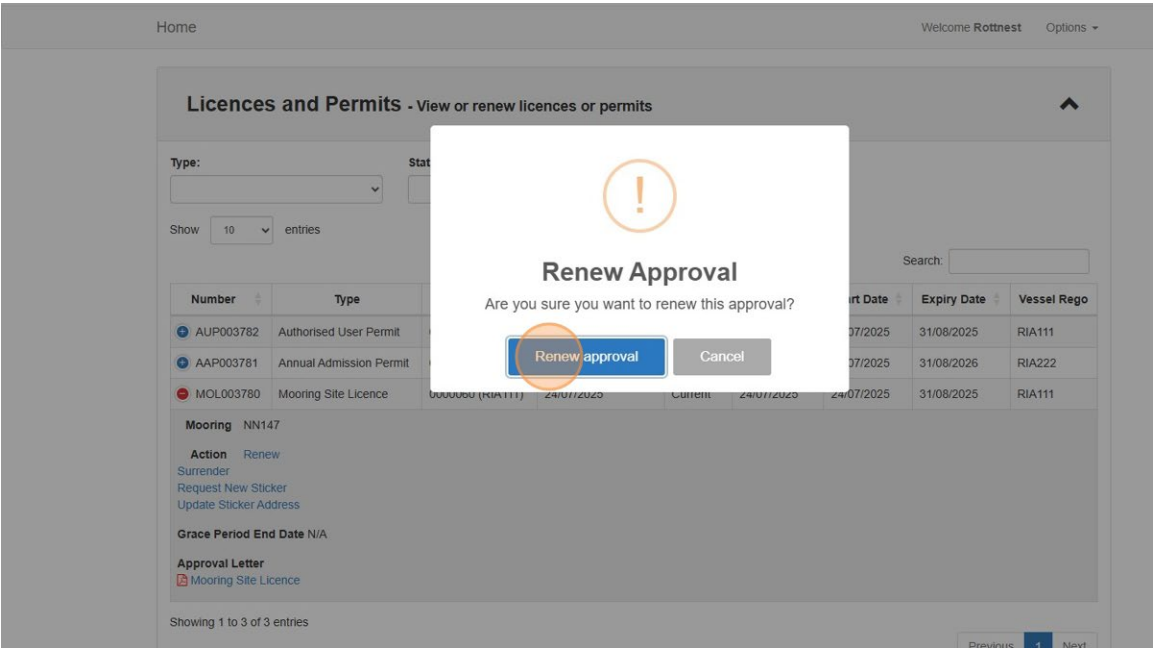 Home Welcome Rottnest Options
Licences and Permits - View or renew licences or permits
!
Renew Approval
Are you sure you want to renew this approval?
Renew approval Cancel
Type:
Show 10 entries
Search:
Number Type Expiry Date Vessel Rego
AUP003782 Authorised User Permit 31/08/2025 RIA111
AAP003781 Annual Admission Permit 31/08/2026 RIA222
MOL003780 Mooring Site Licence 0000060 (RIA111) 24/07/2025 Current 24/07/2025 24/07/2025 31/08/2025 RIA111
Mooring NN147
Action Renew
Surrender
Request New Sticker
Update Sticker Address
Grace Period End Date N/A
Approval Letter
Mooring Site Licence
Showing 1 to 3 of 3 entries
Previous 1 Next